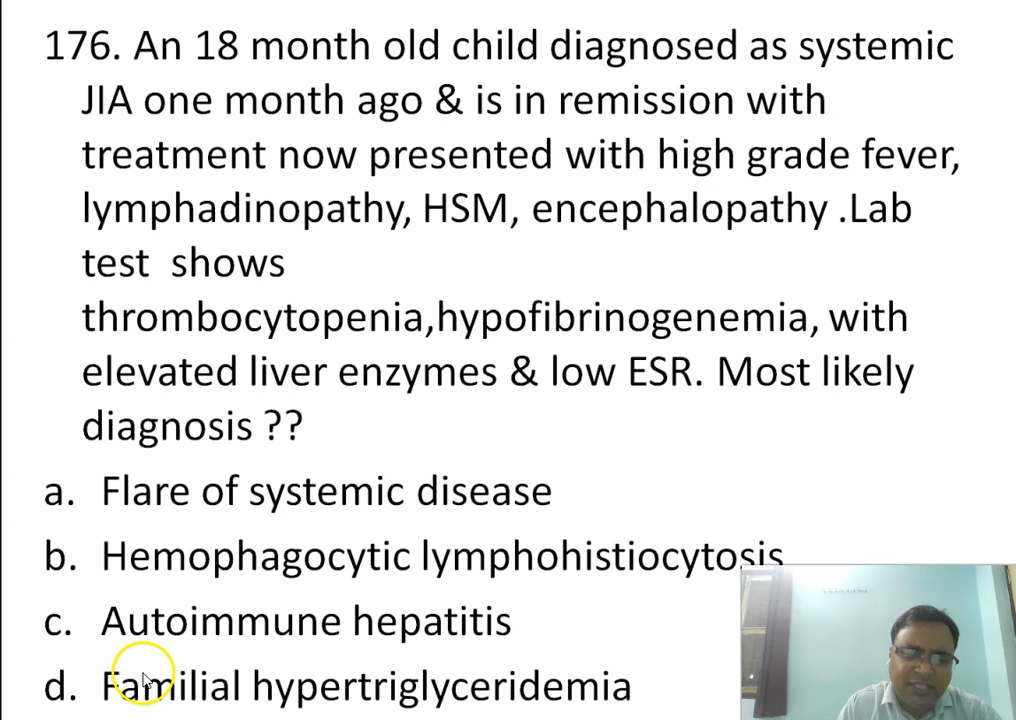 176. An 18 month old child diagnosed as systemic
JIA one month ago & is in remission with
treatment now presented with high grade fever,
lymphadinopathy, HSM, encephalopathy .Lab
test shows
thrombocytopenia,hypofibrinogenemia, with
elevated liver enzymes & low ESR. Most likely
diagnosis ??
a. Flare of systemic disease
b. Hemophagocytic lymphohistiocytosis
c. Autoimmune hepatitis
d. Familial hypertriglyceridemia